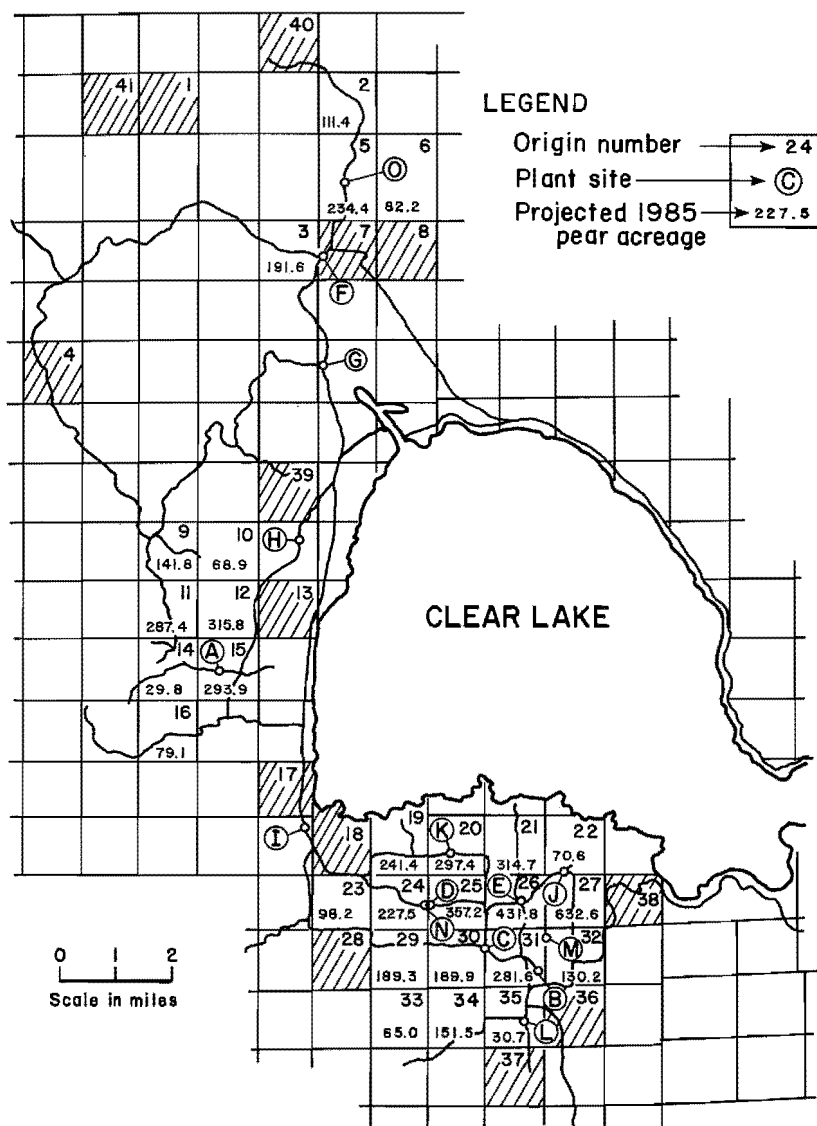 40
41 1 2
111.4
5 6
O
234.4 82.2
3 7 8
191.6
F
4
G
39
9 10
H
141.8 68.9
11 12 13
287.4 315.8
14 A 15
29.8 293.9
16
79.1
17
I
18
LEGEND
Origin number 24
Plant site C
Projected 1985 227.5
pear acreage
CLEAR LAKE
19 K 20 21 22
241.4 297.4 314.7 70.6
23 24 D 25 E 26 J 27 38
98.2 227.5 357.2 431.8 632.6
N
28 29 30 C 31 M 32
189.3 189.9 281.6 130.2
33 34 35 B 36
65.0 151.5 30.7 L
37
0 1 2
Scale in miles